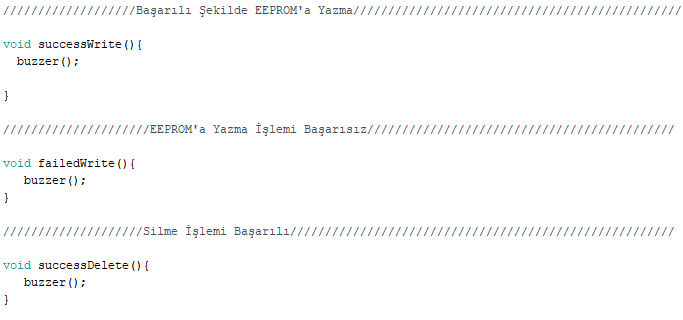 ///////////////////Başarılı Şekilde EEPROM'a Yazma///////////////////////////////////////////////
void successWrite(){
  buzzer();
}
/////////////////////EEPROM'a Yazma İşlemi Başarısız////////////////////////////////////////////
void failedWrite(){
   buzzer();
}
////////////////////Silme İşlemi Başarılı///////////////////////////////////////////////////////
void successDelete(){
   buzzer();
}